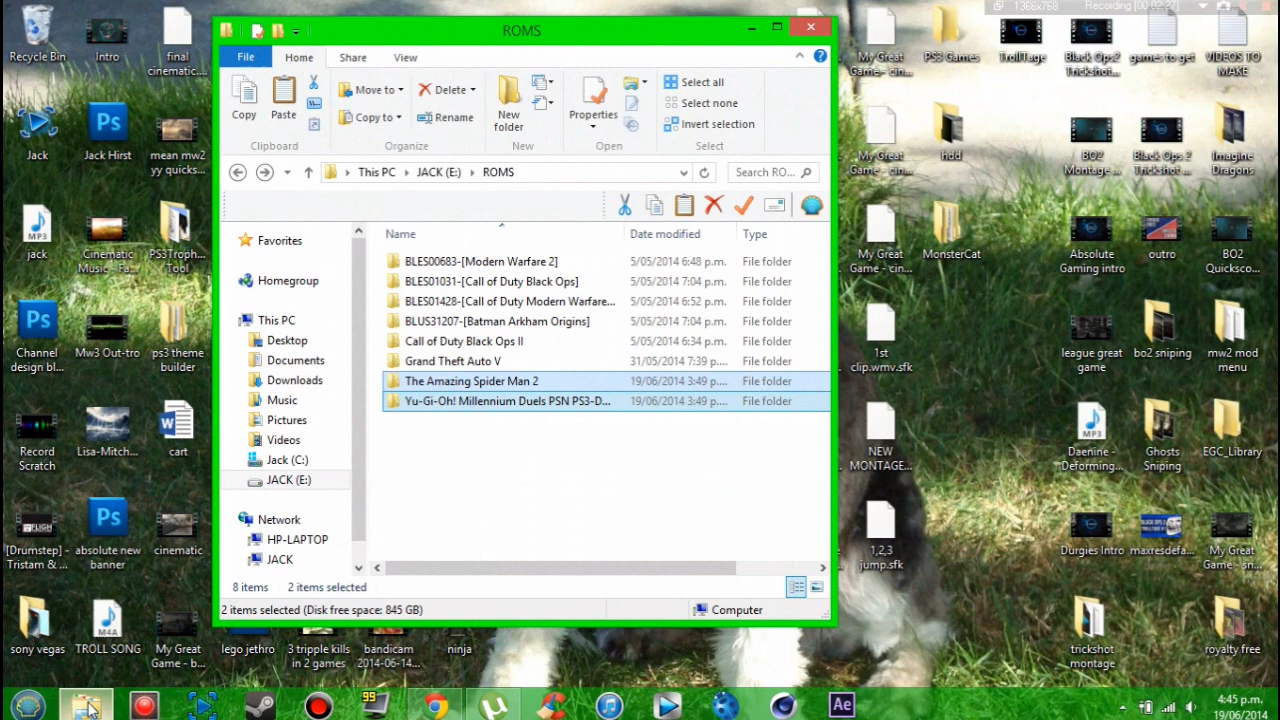 1366x768
Recording [00:02:27]
ROMS
File
Home
Share
View
Copy
Paste
Clipboard
Move to
Copy to
Delete
Rename
Organize
New
folder
New
Properties
Open
Select all
Select none
Invert selection
Select
This PC
JACK (E:)
ROMS
Search RO...
Favorites
Homegroup
This PC
Desktop
Documents
Downloads
Music
Pictures
Videos
Jack (C:)
JACK (E:)
Network
HP-LAPTOP
JACK
Name
Date modified
Type
BLES00683-[Modern Warfare 2]
5/05/2014 6:48 p.m.
File folder
BLES01031-[Call of Duty Black Ops]
5/05/2014 7:04 p.m.
File folder
BLES01428-[Call of Duty Modern Warfare...
5/05/2014 6:52 p.m.
File folder
BLUS31207-[Batman Arkham Origins]
5/05/2014 7:04 p.m.
File folder
Call of Duty Black Ops II
5/05/2014 6:34 p.m.
File folder
Grand Theft Auto V
31/05/2014 7:39 p....
File folder
The Amazing Spider Man 2
19/06/2014 3:49 p....
File folder
Yu-Gi-Oh! Millennium Duels PSN PS3-D...
19/06/2014 3:49 p....
File folder
8 items
2 items selected
2 items selected (Disk free space: 845 GB)
Computer
Recycle Bin
Intro
final
cinematic....
Ps
Jack
Jack Hirst
mean mw2
yyy quicks...
MP3
jack
Cinematic
Music - Fa...
PS3Troph...
Tool
Ps
Channel
design bl...
Mw3 Out-tro
ps3 theme
builder
Record
Scratch
Lisa-Mitch...
cart
FLIGH
Ps
[Drumstep] -
Tristam & ...
absolute new
banner
cinematic
M4A
sony vegas
TROLL SONG
My Great
Game - b...
lego jethro
3 tripple kills
in 2 games
bandicam
2014-06-14...
ninja
My Great
Game - cin...
PS3 Games
TrollTage
Black Ops2
Trickshot...
games to get
VIDEOS TO
MAKE
My Great
Game - cin...
hdd
BO2
Montage ...
Black Ops 2
Trickshot ...
Imagine
Dragons
My Great
Game - cin...
MonsterCat
Absolute
Gaming intro
outro
BO2
Quicksco...
1st
clip.wmv.sfk
league great
game
bo2 sniping
mw2 mod
menu
NEW
MONTAGE...
MP3
Daenine -
Deforming...
Ghosts
Sniping
EGC_Library
1,2,3
jump.sfk
Durgies Intro
maxresdefa...
My Great
Game - sn...
trickshot
montage
royalty free
99
Ae
4:45 p.m.
19/06/2014